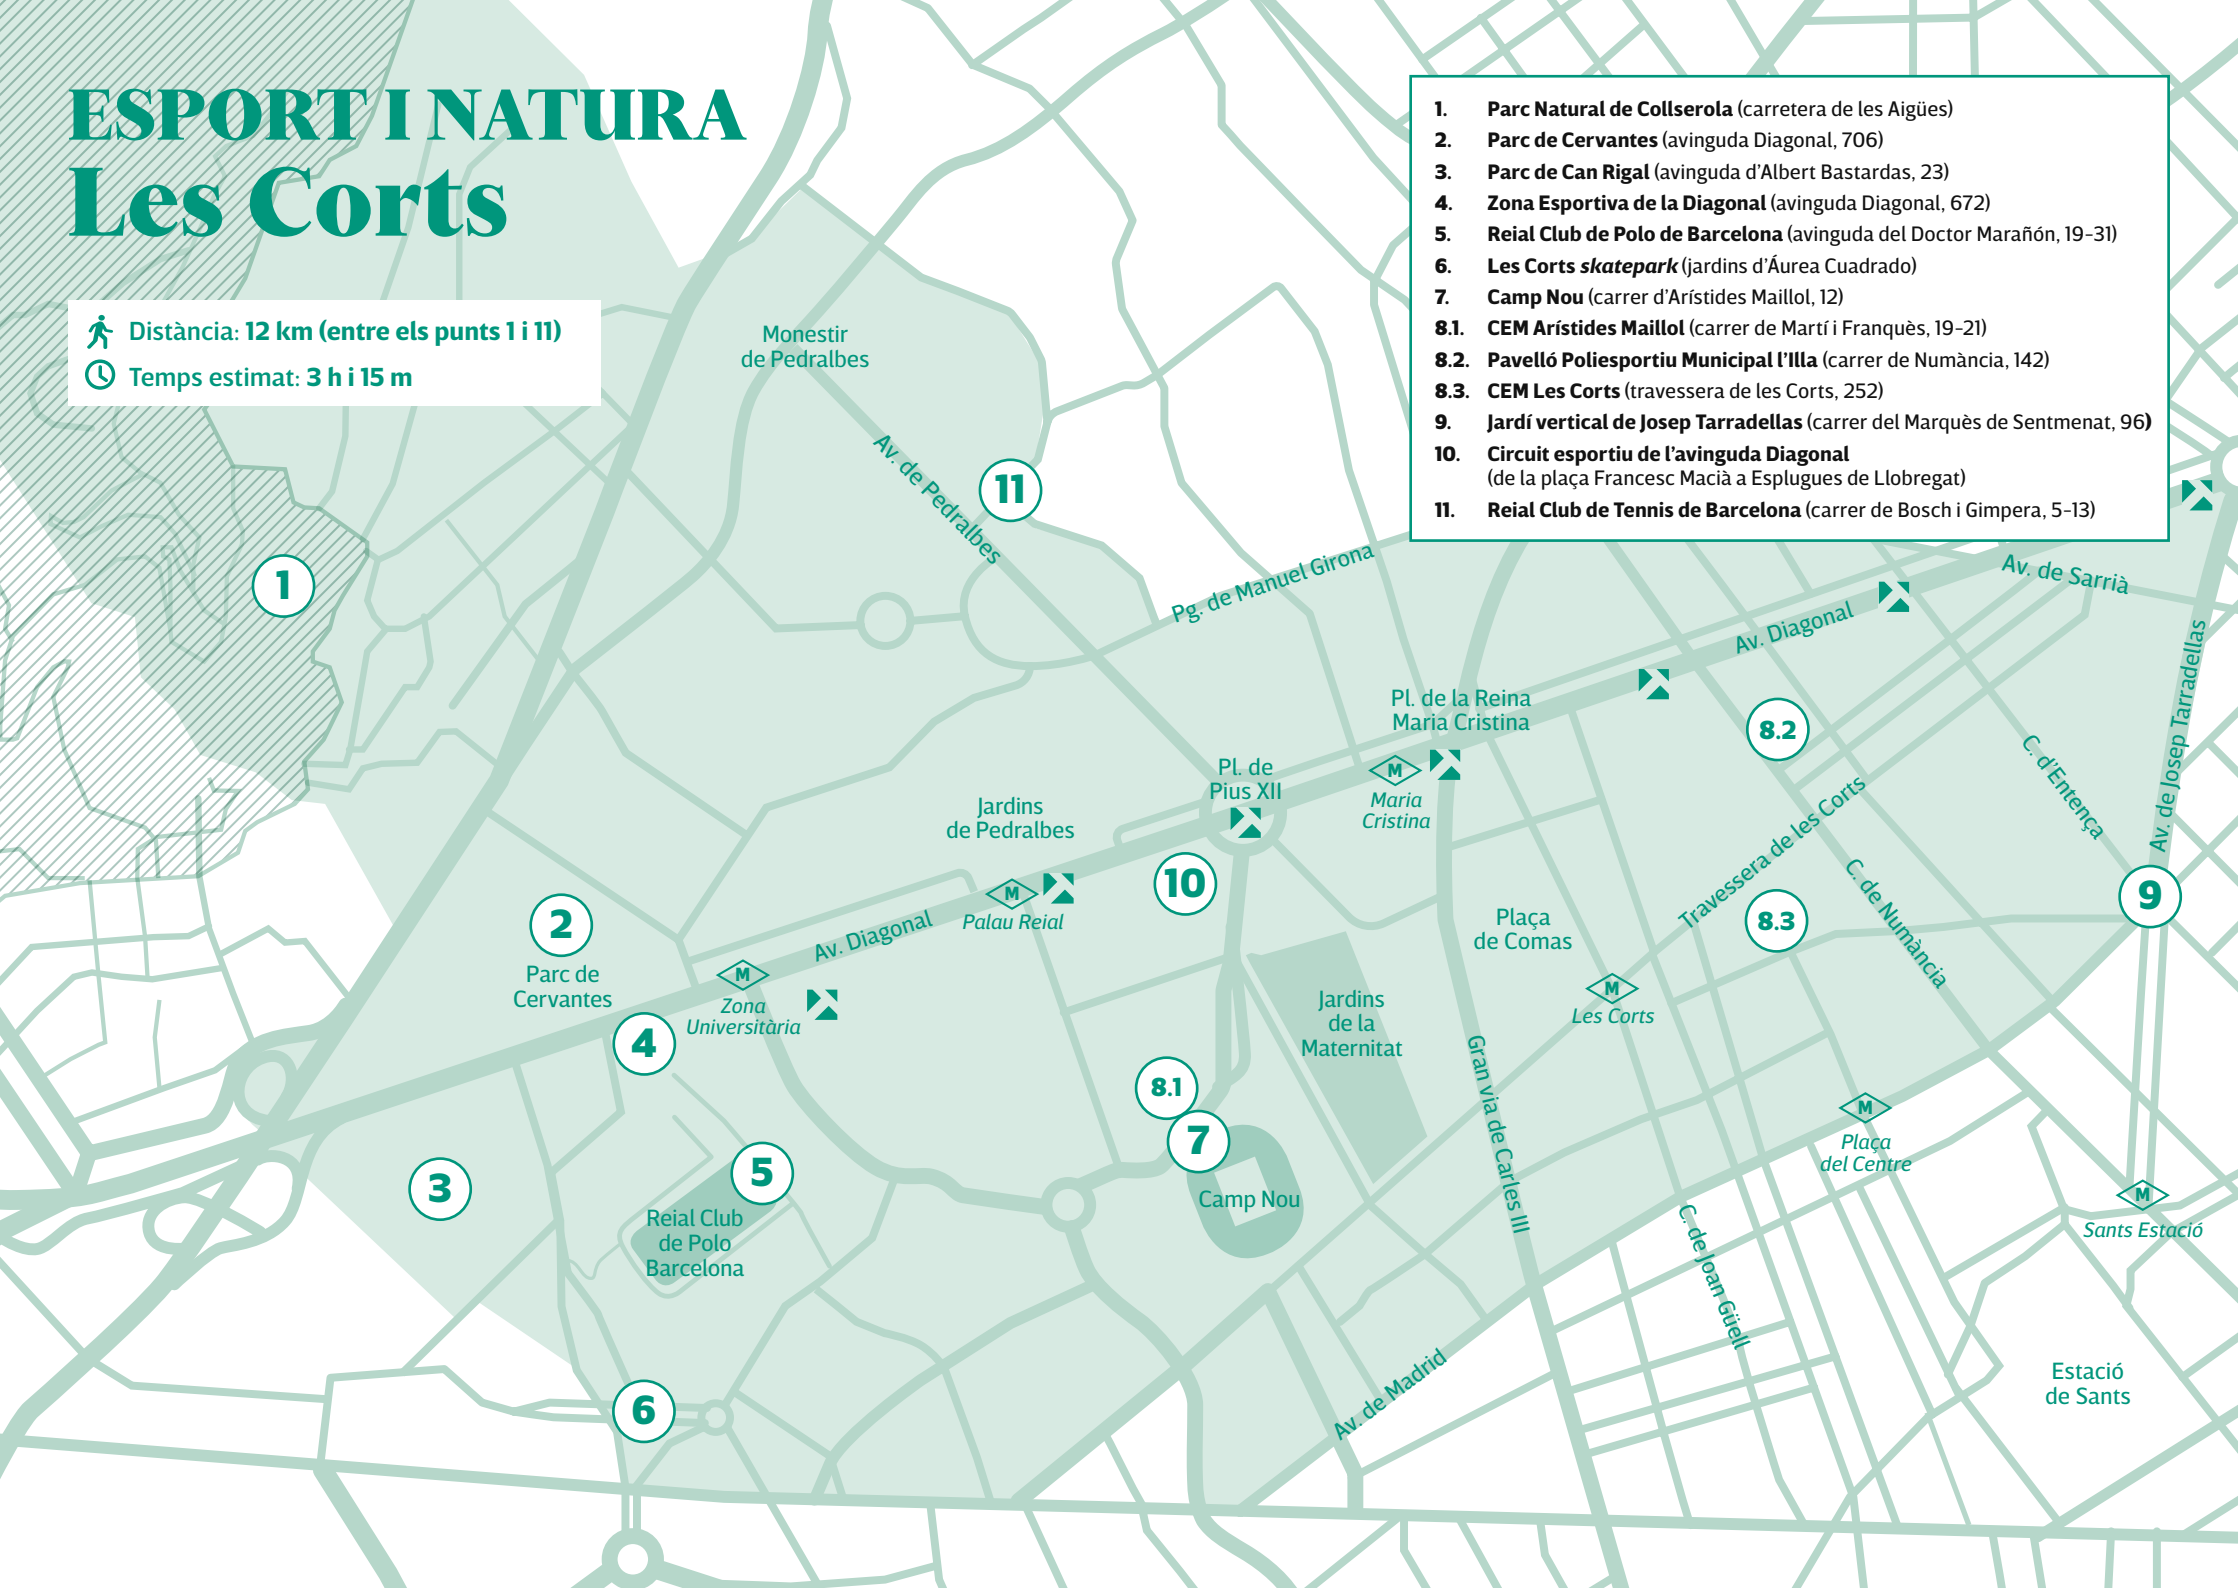 ESPORT I NATURA
Les Corts
Distància: 12 km (entre els punts 1 i 11)
Temps estimat: 3 h i 15 m
1. Parc Natural de Collserola (carretera de les Aigües)
2. Parc de Cervantes (avinguda Diagonal, 706)
3. Parc de Can Rigal (avinguda d'Albert Bastardas, 23)
4. Zona Esportiva de la Diagonal (avinguda Diagonal, 672)
5. Reial Club de Polo de Barcelona (avinguda del Doctor Marañón, 19-31)
6. Les Corts skatepark (jardins d'Áurea Cuadrado)
7. Camp Nou (carrer d'Arístides Maillol, 12)
8.1. CEM Arístides Maillol (carrer de Martí i Franquès, 19-21)
8.2. Pavelló Poliesportiu Municipal l'Illa (carrer de Numància, 142)
8.3. CEM Les Corts (travessera de les Corts, 252)
9. Jardí vertical de Josep Tarradellas (carrer del Marquès de Sentmenat, 96)
10. Circuit esportiu de l'avinguda Diagonal
(de la plaça Francesc Macià a Esplugues de Llobregat)
11. Reial Club de Tennis de Barcelona (carrer de Bosch i Gimpera, 5-13)
Monestir
de Pedralbes
Av. de Pedralbes
11
1
Pg. de Manuel Girona
Av. de Sarrià
Av. Diagonal
Av. de Josep Tarradellas
Pl. de la Reina
Maria Cristina
8.2
C. d'Entença
Pl. de
Pius XII
M
Maria
Cristina
Jardins
de Pedralbes
Travessera de les Corts
C. de Numància
10
M
Palau Reial
9
2
Parc de
Cervantes
Av. Diagonal
Plaça
de Comas
8.3
M
Zona
Universitària
M
Les Corts
4
Jardins
de la
Maternitat
Gran via de Carles III
8.1
7
Camp Nou
M
Plaça
del Centre
3
5
Reial Club
de Polo
Barcelona
M
Sants Estació
C. de Joan Güell
6
Av. de Madrid
Estació
de Sants